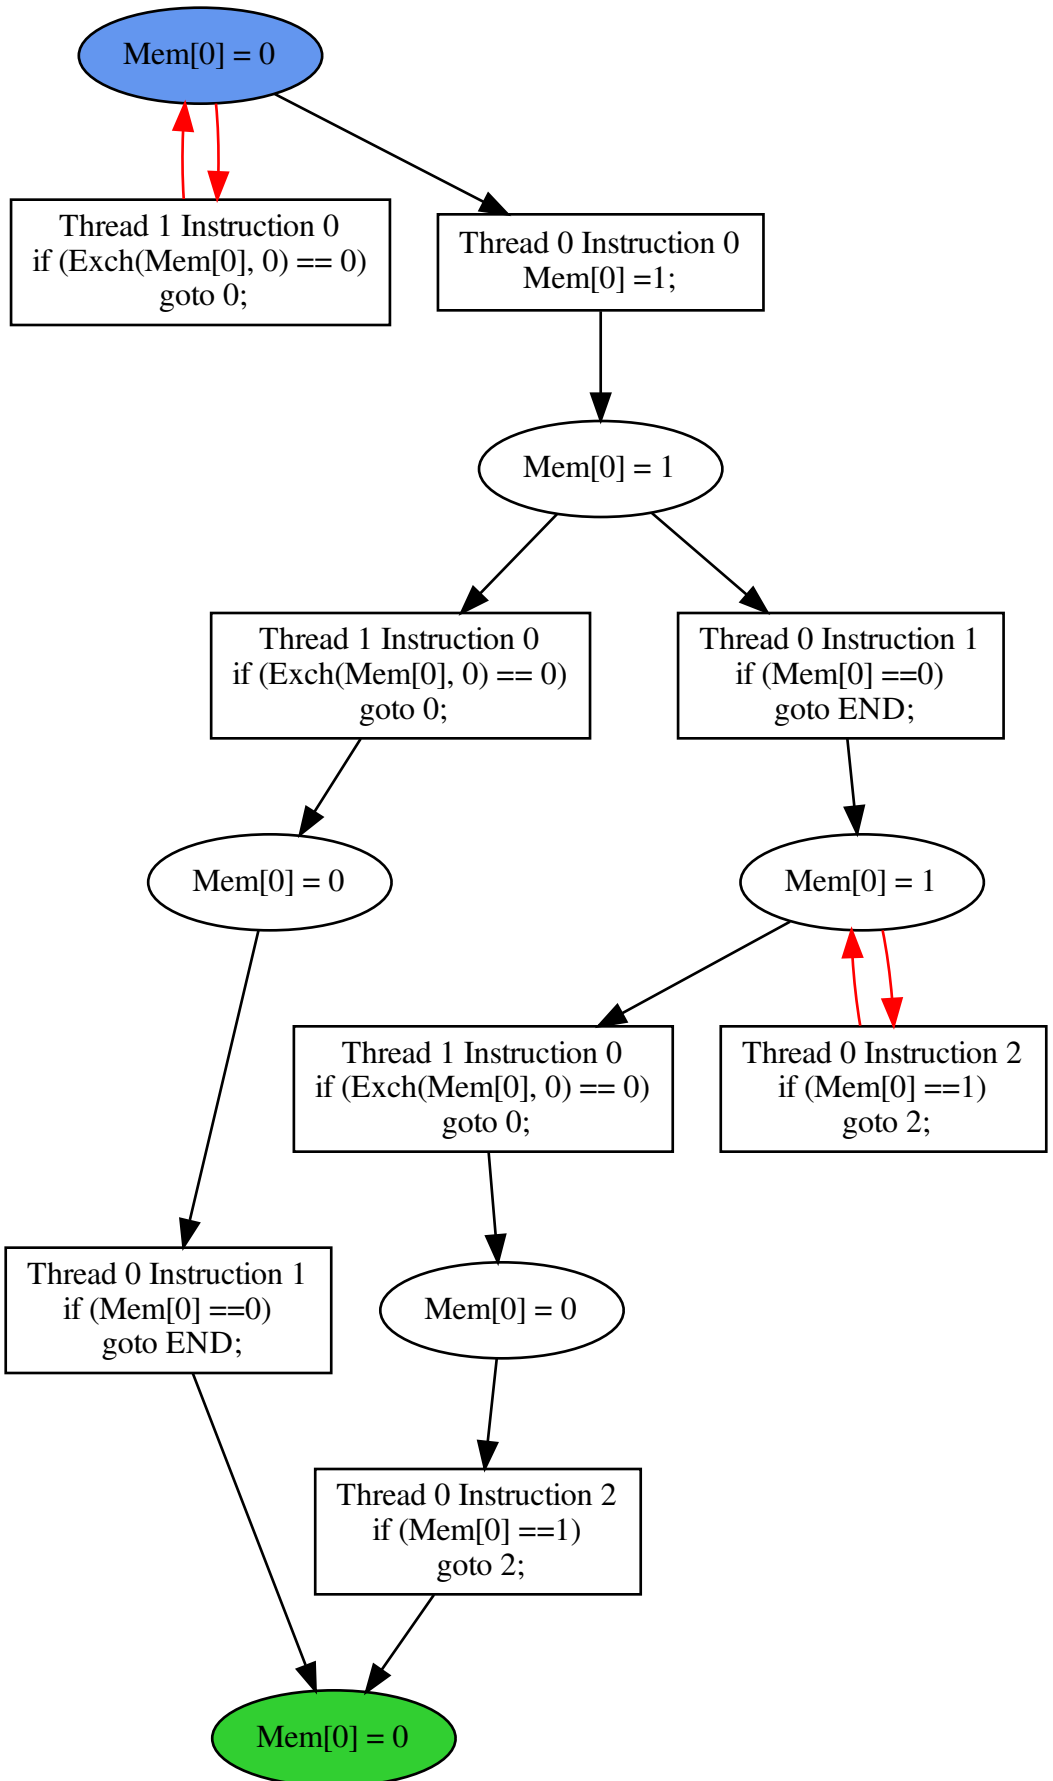 Mem[0] = 0
Thread 1 Instruction 0
if (Exch(Mem[0], 0) == 0)
goto 0;
Thread 0 Instruction 0
Mem[0] =1;
Mem[0] = 1
Thread 1 Instruction 0
if (Exch(Mem[0], 0) == 0)
goto 0;
Thread 0 Instruction 1
if (Mem[0] ==0)
goto END;
Mem[0] = 0
Mem[0] = 1
Thread 1 Instruction 0
if (Exch(Mem[0], 0) == 0)
goto 0;
Thread 0 Instruction 2
if (Mem[0] ==1)
goto 2;
Thread 0 Instruction 1
if (Mem[0] ==0)
goto END;
Mem[0] = 0
Thread 0 Instruction 2
if (Mem[0] ==1)
goto 2;
Mem[0] = 0